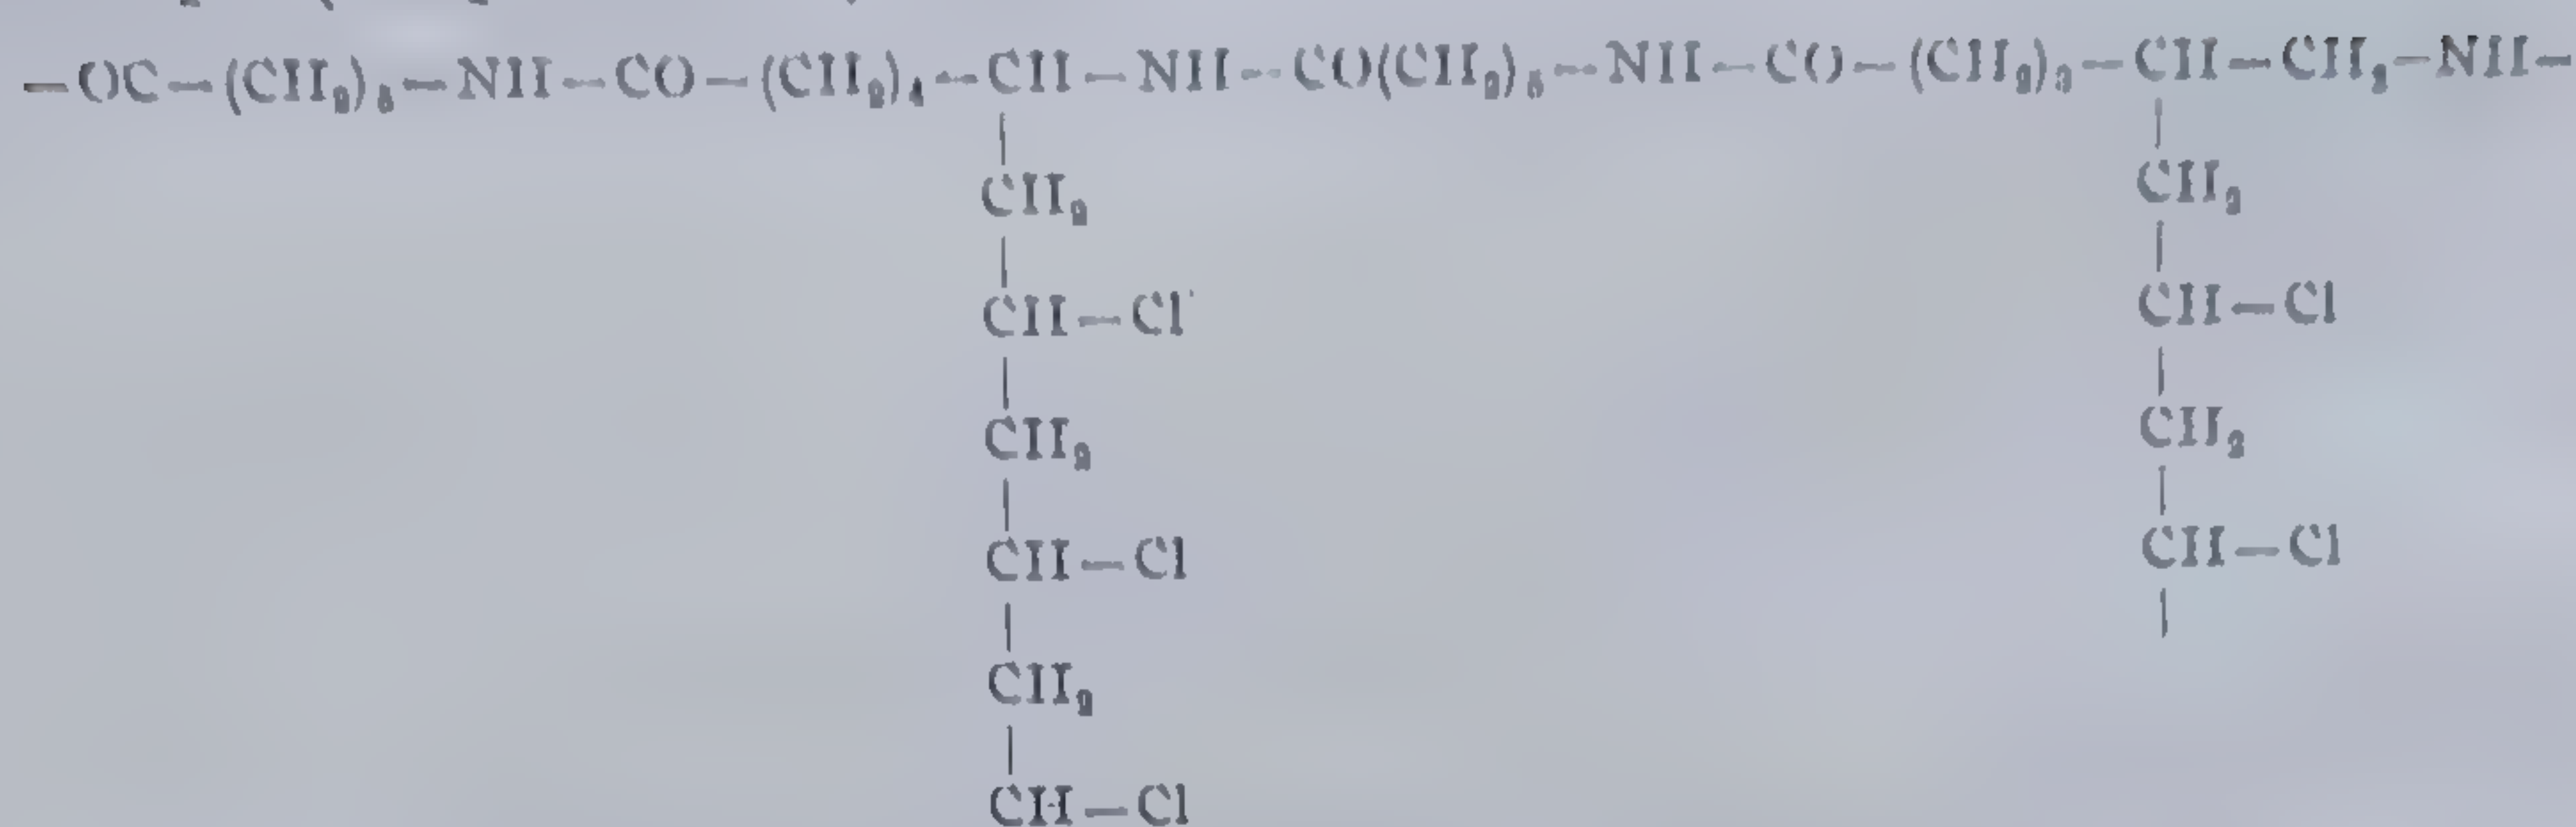 —OC—(CH₂)₅—NH—CO—(CH₂)₄—CH—NH—CO(CH₂)₅—NH—CO—(CH₂)₃—CH—CH₂—NH—
CH₂ CH₂
CH—Cl CH—Cl
CH₂ CH₂
CH—Cl CH—Cl
CH₂
CH—Cl